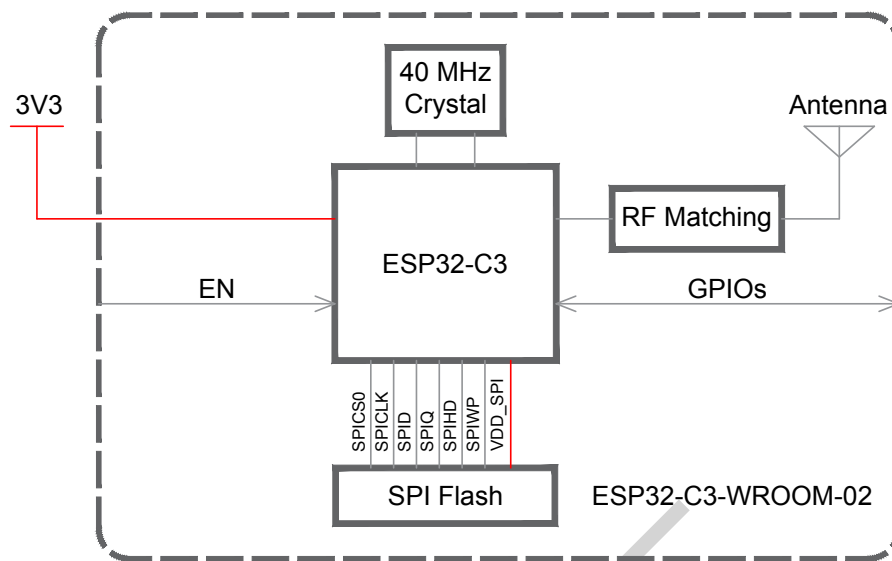 40 MHz
Crystal
3V3
Antenna
RF Matching
ESP32-C3
EN
GPIOs
SPICS0
SPICLK
SPID
SPIQ
SPIHD
SPIWP
VDD_SPI
SPI Flash
ESP32-C3-WROOM-02